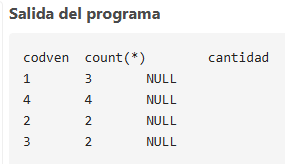 Salida del programa
codven  count(*)        cantidad
1       3       NULL
4       4       NULL
2       2       NULL
3       2       NULL